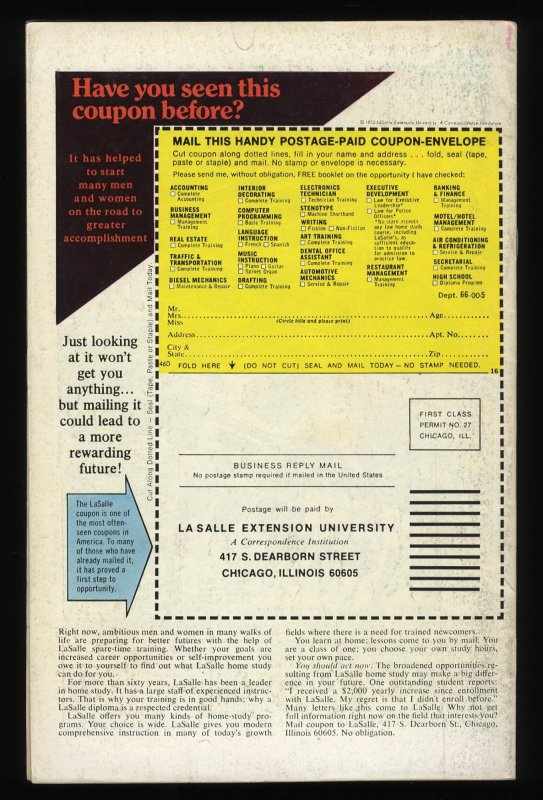 Have you seen this
coupon before?
© 1972 LaSalle Extension University, A Correspondence Institution
It has helped
to start
many men
and women
on the road to
greater
accomplishment
MAIL THIS HANDY POSTAGE-PAID COUPON-ENVELOPE
Cut coupon along dotted lines, fill in your name and address . . . fold, seal (tape,
paste or staple) and mail. No stamp or envelope is necessary.
Please send me, without obligation, FREE booklet on the opportunity I have checked:
ACCOUNTING
Complete
Accounting
BUSINESS
MANAGEMENT
Management
Training
REAL ESTATE
Complete Training
TRAFFIC &
TRANSPORTATION
Complete Training
DIESEL MECHANICS
Maintenance & Repair
INTERIOR
DECORATING
Complete Training
COMPUTER
PROGRAMMING
Basic Training
LANGUAGE
INSTRUCTION
French Spanish
MUSIC
INSTRUCTION
Piano Guitar
Spinet Organ
DRAFTING
Complete Training
ELECTRONICS
TECHNICIAN
Technician Training
STENOTYPE
Machine Shorthand
WRITING
Fiction Non-Fiction
ART TRAINING
Complete Training
DENTAL OFFICE
ASSISTANT
Complete Training
AUTOMOTIVE
MECHANICS
Service & Repair
EXECUTIVE
DEVELOPMENT
Law for Executive
Leadership*
Law for Police
Officers*
*No state accepts
any law home study
course, including
LaSalle's, as
sufficient educa-
tion to qualify
for admission to
practice law.
RESTAURANT
MANAGEMENT
Management
Training
BANKING
& FINANCE
Management
Training
MOTEL/HOTEL
MANAGEMENT
Complete Training
AIR CONDITIONING
& REFRIGERATION
Service & Repair
SECRETARIAL
Complete Training
HIGH SCHOOL
Diploma Program
Dept. 66-005
Mr.
Mrs. Age
Miss (Circle title and please print)
Address Apt. No.
City &
State Zip
46D FOLD HERE (DO NOT CUT) SEAL AND MAIL TODAY – NO STAMP NEEDED.
16
Cut Along Dotted Line – Seal (Tape, Paste or Staple) and Mail Today
Just looking
at it won't
get you
anything...
but mailing it
could lead to
a more
rewarding
future!
FIRST CLASS
PERMIT NO. 27
CHICAGO, ILL.
BUSINESS REPLY MAIL
No postage stamp required if mailed in the United States
Postage will be paid by
LA SALLE EXTENSION UNIVERSITY
A Correspondence Institution
417 S. DEARBORN STREET
CHICAGO, ILLINOIS 60605
The LaSalle
coupon is one of
the most often-
seen coupons in
America. To many
of those who have
already mailed it,
it has proved a
first step to
opportunity.
Right now, ambitious men and women in many walks of
life are preparing for better futures with the help of
LaSalle spare-time training. Whether your goals are
increased career opportunities or self-improvement you
owe it to yourself to find out what LaSalle home study
can do for you.
For more than sixty years, LaSalle has been a leader
in home study. It has a large staff of experienced instruc-
tors. That is why your training is in good hands; why a
LaSalle diploma is a respected credential.
LaSalle offers you many kinds of home-study pro-
grams. Your choice is wide. LaSalle gives you modern
comprehensive instruction in many of today's growth
fields where there is a need for trained newcomers.
You learn at home; lessons come to you by mail. You
are a class of one; you choose your own study hours,
set your own pace.
You should act now. The broadened opportunities re-
sulting from LaSalle home study may make a big differ-
ence in your future. One outstanding student reports:
"I received a $2,000 yearly increase since enrollment
with LaSalle. My regret is that I didn't enroll before."
Many letters like this come to LaSalle. Why not get
full information right now on the field that interests you?
Mail coupon to LaSalle, 417 S. Dearborn St., Chicago,
Illinois 60605. No obligation.